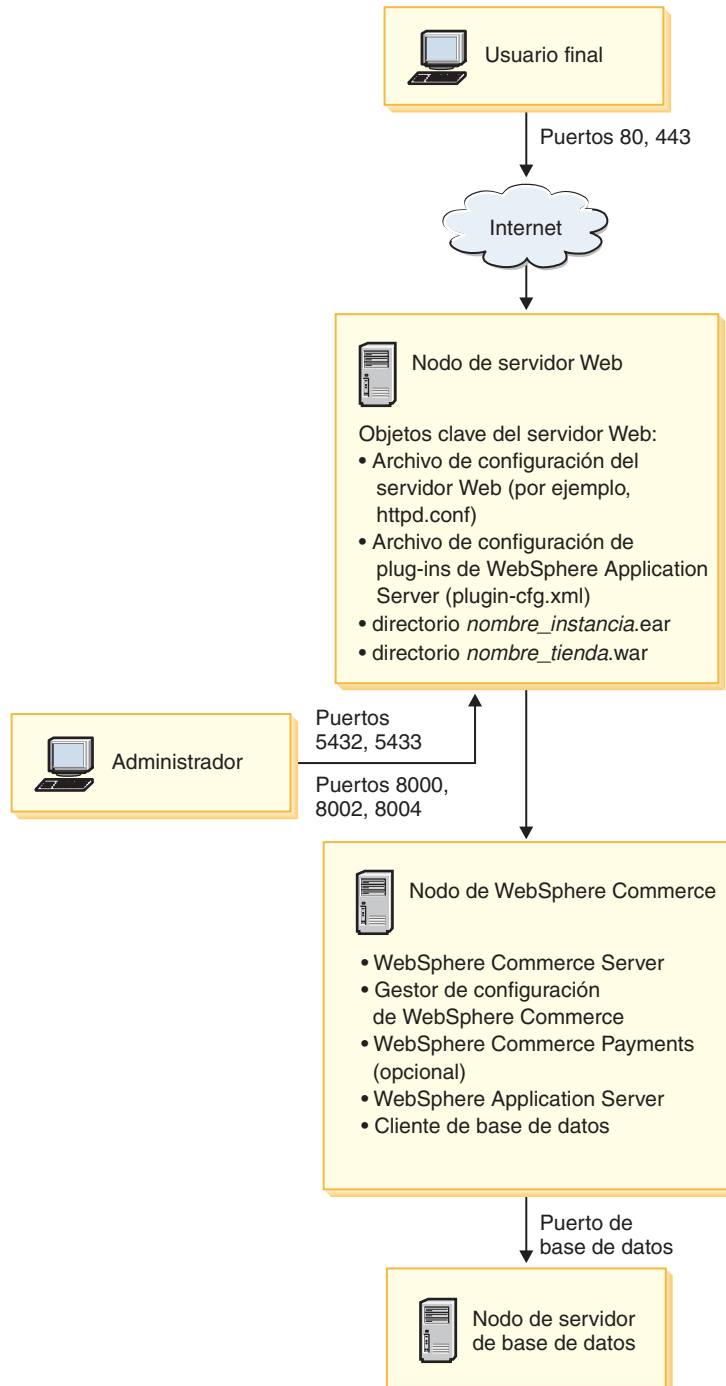 Usuario final
Puertos 80, 443
Internet
Nodo de servidor Web
Objetos clave del servidor Web:
• Archivo de configuración del
servidor Web (por ejemplo,
httpd.conf)
• Archivo de configuración de
plug-ins de WebSphere Application
Server (plugin-cfg.xml)
• directorio nombre_instancia.ear
• directorio nombre_tienda.war
Administrador
Puertos
5432, 5433
Puertos 8000,
8002, 8004
Nodo de WebSphere Commerce
• WebSphere Commerce Server
• Gestor de configuración
de WebSphere Commerce
• WebSphere Commerce Payments
(opcional)
• WebSphere Application Server
• Cliente de base de datos
Puerto de
base de datos
Nodo de servidor
de base de datos